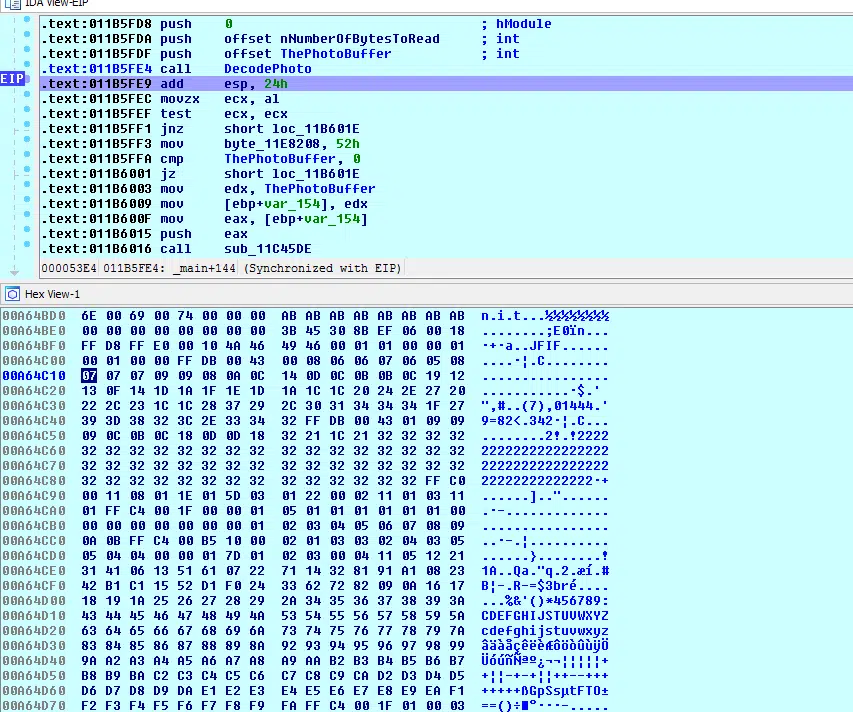 IDA View-EIP
.text:011B5FD8 push 0 ; hModule
.text:011B5FDA push offset nNumberOfBytesToRead ; int
.text:011B5FDF push offset ThePhotoBuffer ; int
.text:011B5FE4 call DecodePhoto
EIP .text:011B5FE9 add esp, 24h
.text:011B5FEC movzx ecx, al
.text:011B5FEF test ecx, ecx
.text:011B5FF1 jnz short loc_11B601E
.text:011B5FF3 mov byte_11E8208, 52h
.text:011B5FFA cmp ThePhotoBuffer, 0
.text:011B6001 jz short loc_11B601E
.text:011B6003 mov edx, ThePhotoBuffer
.text:011B6009 mov [ebp+var_154], edx
.text:011B600F mov eax, [ebp+var_154]
.text:011B6015 push eax
.text:011B6016 call sub_11C45DE
000053E4 011B5FE4: _main+144 (Synchronized with EIP)
Hex View-1
00A64BD0 6E 00 69 00 74 00 00 00 AB AB AB AB AB AB AB AB n.i.t...½½½½½½½½
00A64BE0 00 00 00 00 00 00 00 00 3B 45 30 8B EF 06 00 18 ........;E0ïn...
00A64BF0 FF D8 FF E0 00 10 4A 46 49 46 00 01 01 00 00 01 ·+·a..JFIF......
00A64C00 00 01 00 00 FF DB 00 43 00 08 06 06 07 06 05 08 ....·¦.C........
00A64C10 07 07 07 09 09 08 0A 0C 14 0D 0C 0B 0B 0C 19 12 ................
00A64C20 13 0F 14 1D 1A 1F 1E 1D 1A 1C 1C 20 24 2E 27 20 ...........·$.'
00A64C30 22 2C 23 1C 1C 28 37 29 2C 30 31 34 34 34 1F 27 ",#..(7),01444.'
00A64C40 39 3D 38 32 3C 2E 33 34 32 FF DB 00 43 01 09 09 9=82<.342·¦.C...
00A64C50 09 0C 0B 0C 18 0D 0D 18 32 21 1C 21 32 32 32 32 ........2!.!2222
00A64C60 32 32 32 32 32 32 32 32 32 32 32 32 32 32 32 32 2222222222222222
00A64C70 32 32 32 32 32 32 32 32 32 32 32 32 32 32 32 32 2222222222222222
00A64C80 32 32 32 32 32 32 32 32 32 32 32 32 32 32 FF C0 22222222222222·+
00A64C90 00 11 08 01 1E 01 5D 03 01 22 00 02 11 01 03 11 ......].."......
00A64CA0 01 FF C4 00 1F 00 00 01 05 01 01 01 01 01 01 00 .·-.............
00A64CB0 00 00 00 00 00 00 00 01 02 03 04 05 06 07 08 09 ................
00A64CC0 0A 0B FF C4 00 B5 10 00 02 01 03 03 02 04 03 05 ..·-.¦..........
00A64CD0 05 04 04 00 00 01 7D 01 02 03 00 04 11 05 12 21 ......}........!
00A64CE0 31 41 06 13 51 61 07 22 71 14 32 81 91 A1 08 23 1A..Qa."q.2.æí.#
00A64CF0 42 B1 C1 15 52 D1 F0 24 33 62 72 82 09 0A 16 17 B¦-.R-=$3bré....
00A64D00 18 19 1A 25 26 27 28 29 2A 34 35 36 37 38 39 3A ...%&'()*456789:
00A64D10 43 44 45 46 47 48 49 4A 53 54 55 56 57 58 59 5A CDEFGHIJSTUVWXYZ
00A64D20 63 64 65 66 67 68 69 6A 73 74 75 76 77 78 79 7A cdefghijstuvwxyz
00A64D30 83 84 85 86 87 88 89 8A 92 93 94 95 96 97 98 99 âäàåçêëèÆôöòûùÿÖ
00A64D40 9A A2 A3 A4 A5 A6 A7 A8 A9 AA B2 B3 B4 B5 B6 B7 ÜóúñѪº¿¬¬¦¦¦¦¦+
00A64D50 B8 B9 BA C2 C3 C4 C5 C6 C7 C8 C9 CA D2 D3 D4 D5 +¦¦-+-+¦¦++--+++
00A64D60 D6 D7 D8 D9 DA E1 E2 E3 E4 E5 E6 E7 E8 E9 EA F1 +++++ßGpSsµtFTO±
00A64D70 F2 F3 F4 F5 F6 F7 F8 F9 FA FF C4 00 1F 01 00 03